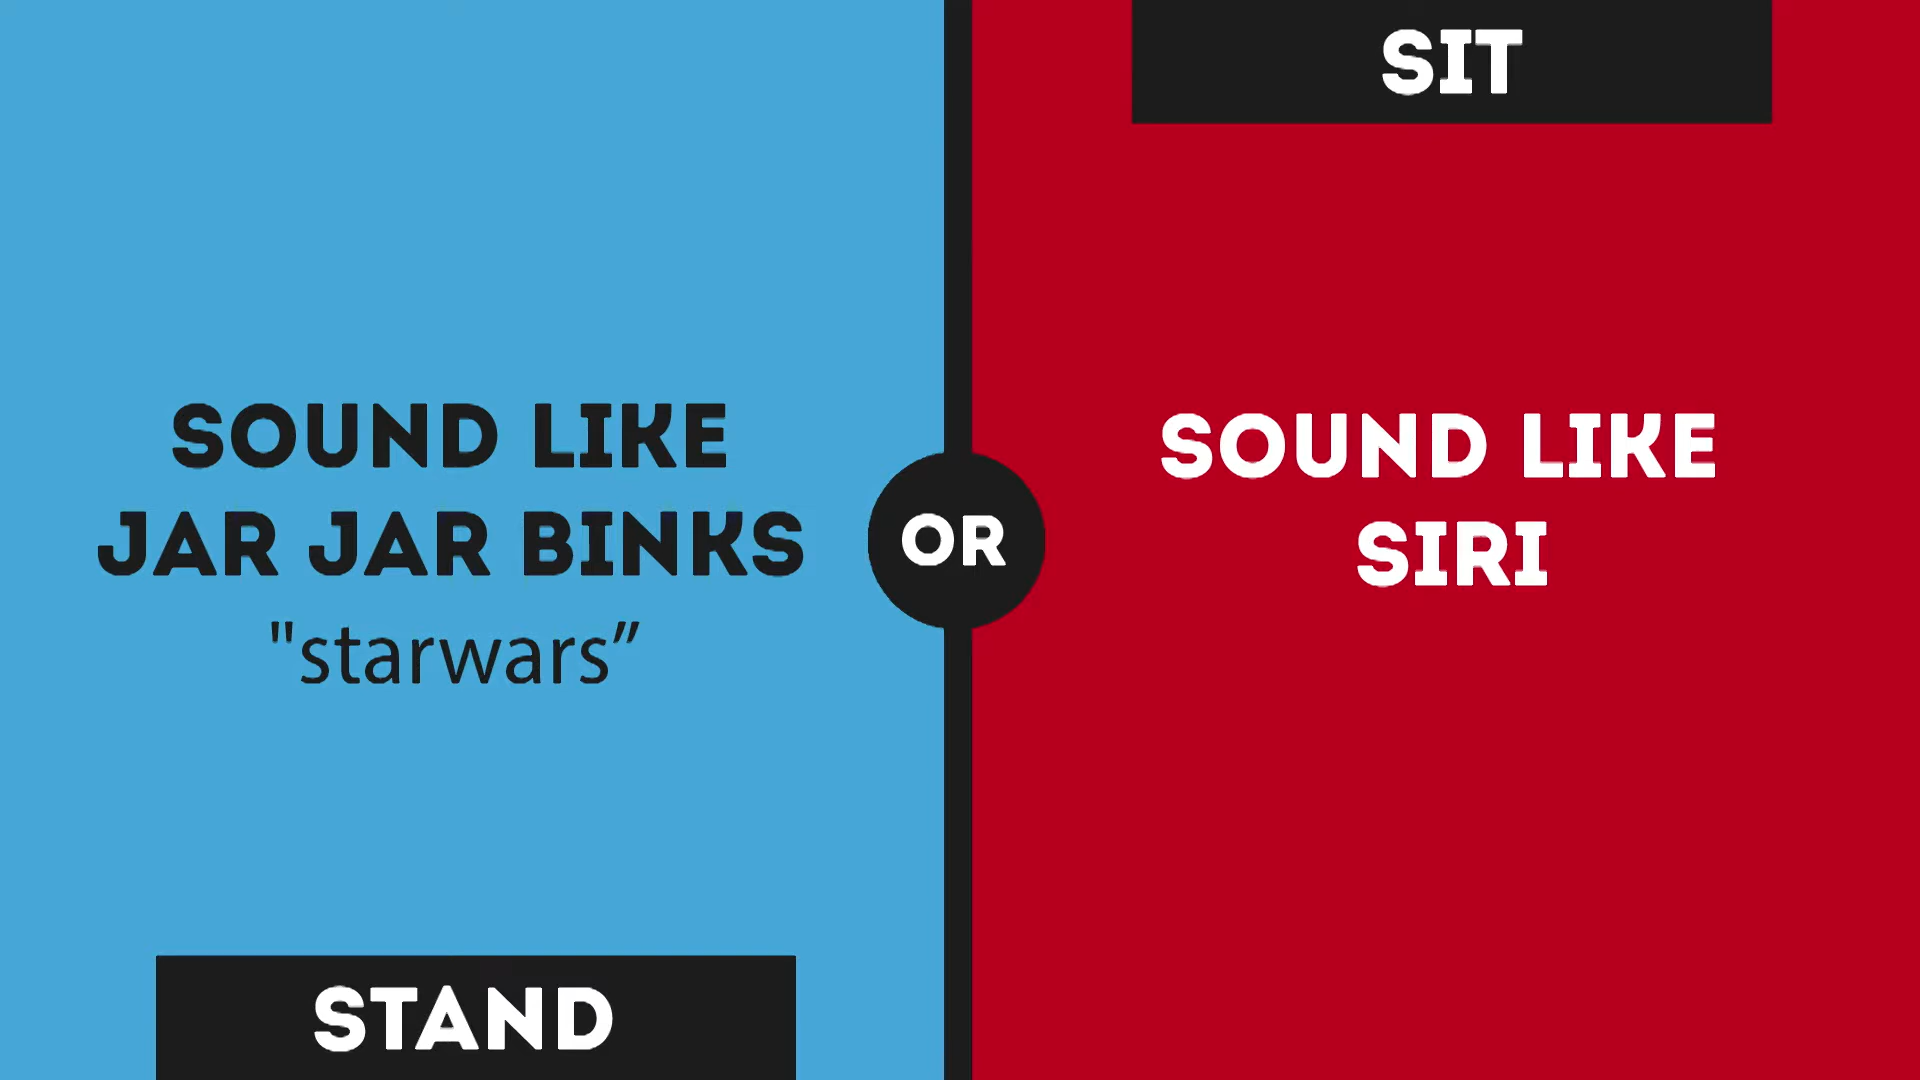 SOUND LIKE
JAR JAR BINKS
"starwars”
STAND
OR
SIT
SOUND LIKE
SIRI